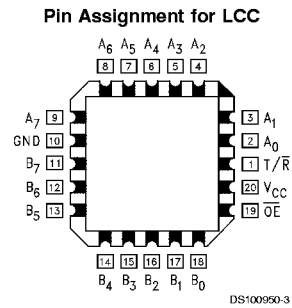 Pin Assignment for LCC
A6 A5 A4 A3 A2
8 7 6 5 4
A7 9
GND 10
B7 11
B6 12
B5 13
3 A1
2 A0
1 T/R̅
20 VCC
19 O̅E̅
14 15 16 17 18
B4 B3 B2 B1 B0
DS100950-3